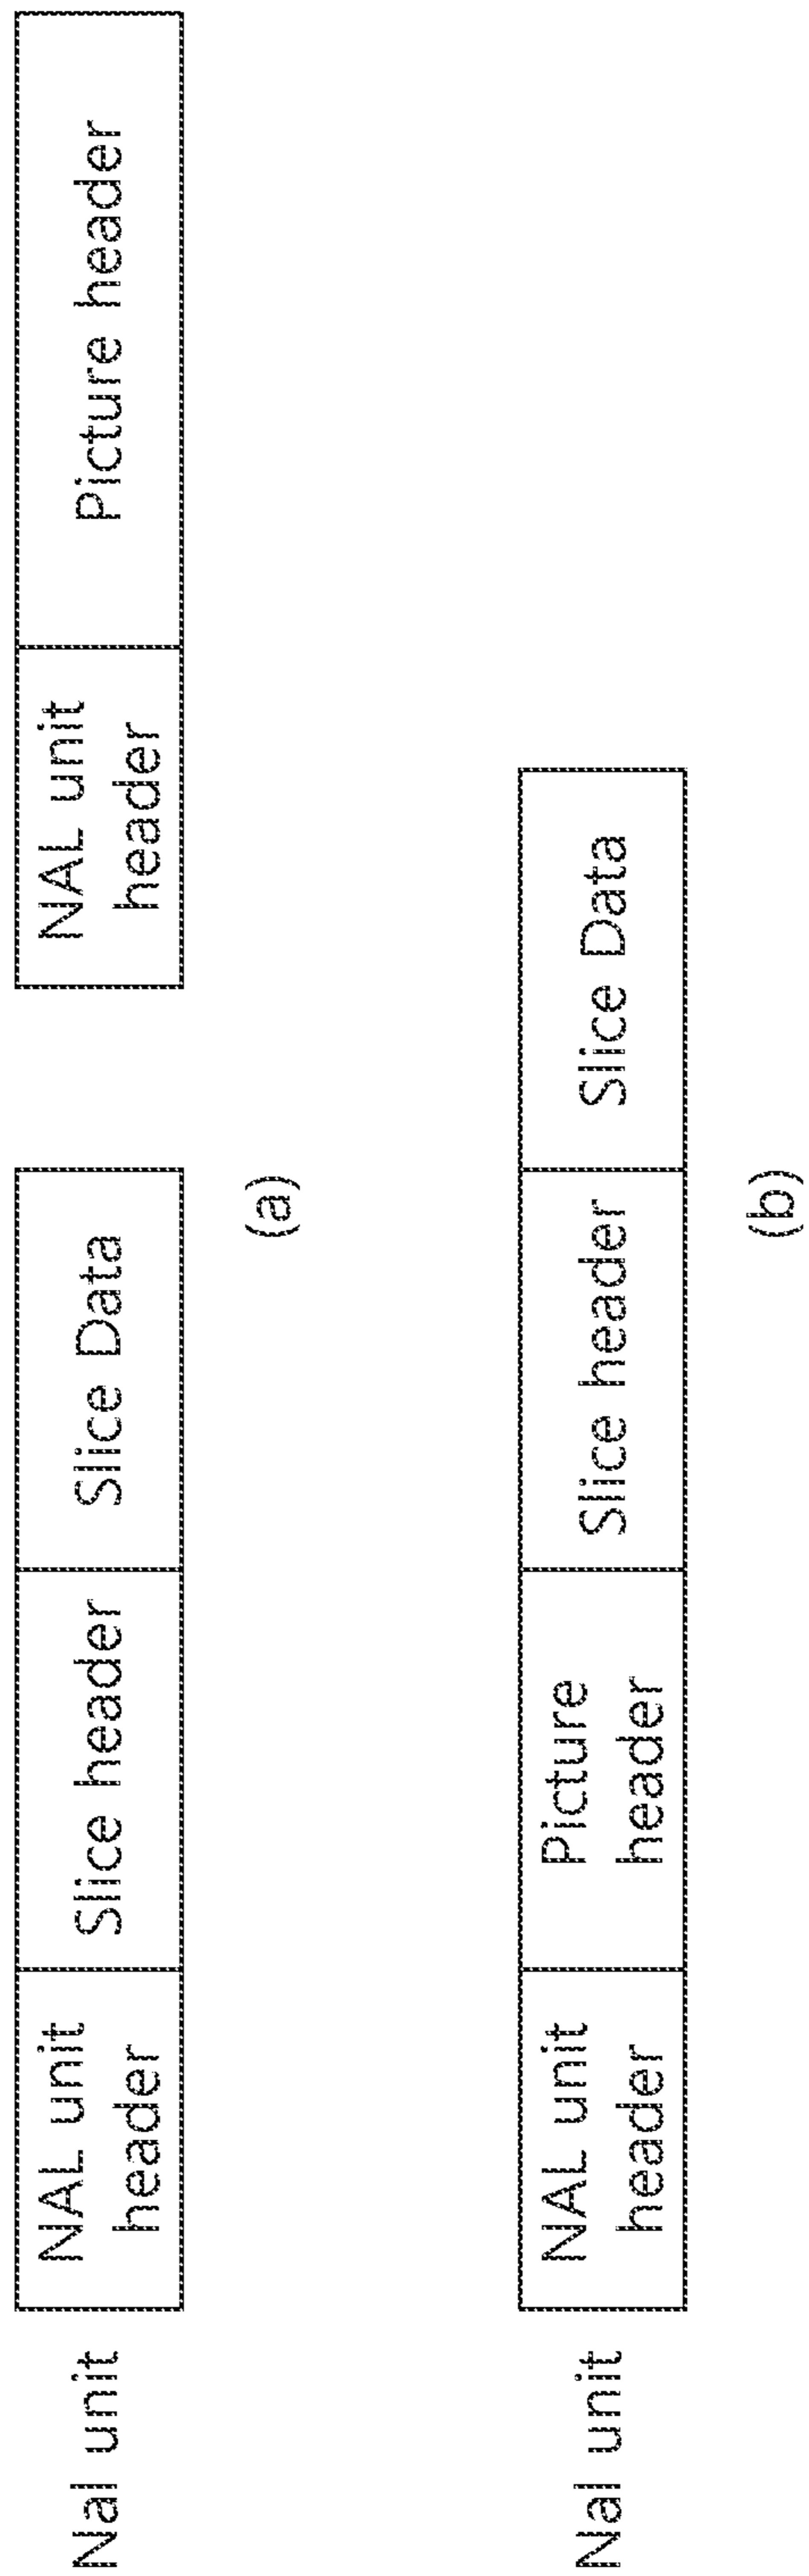 Nal unit
NAL unit
header
Slice header
Slice Data
NAL unit
header
Picture header
(a)
Nal unit
NAL unit
header
Picture
header
Slice header
Slice Data
(b)